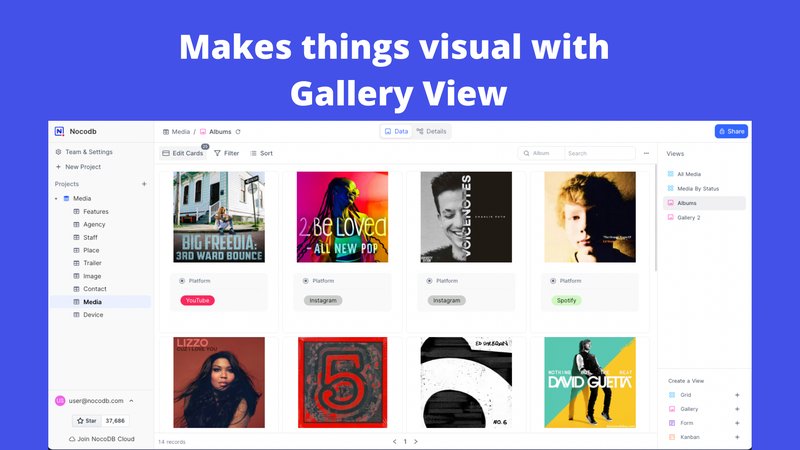 Makes things visual with
Gallery View
Nocodb
Team & Settings
New Project
Projects
Media
Features
Agency
Staff
Place
Trailer
Image
Contact
Media
Device
user@nocodb.com
Star 37,686
Join NocoDB Cloud
Media / Albums
Data Details
Share
Edit Cards Filter Sort
Album Search
BIG FREEDIA:
3RD WARD BOUNCE
Platform
YouTube
2 BE LOVED
- ALL NEW POP
Platform
Instagram
CHARLIE PUTH
VOICENOTES
Platform
Instagram
Platform
Spotify
LIZZO
CUZ I LOVE YOU
5
ED SHEERAN
NO.6
NOTHING BUT THE BEAT
DAVID GUETTA
14 records
1
Views
All Media
Media By Status
Albums
Gallery 2
Create a View
Grid
Gallery
Form
Kanban